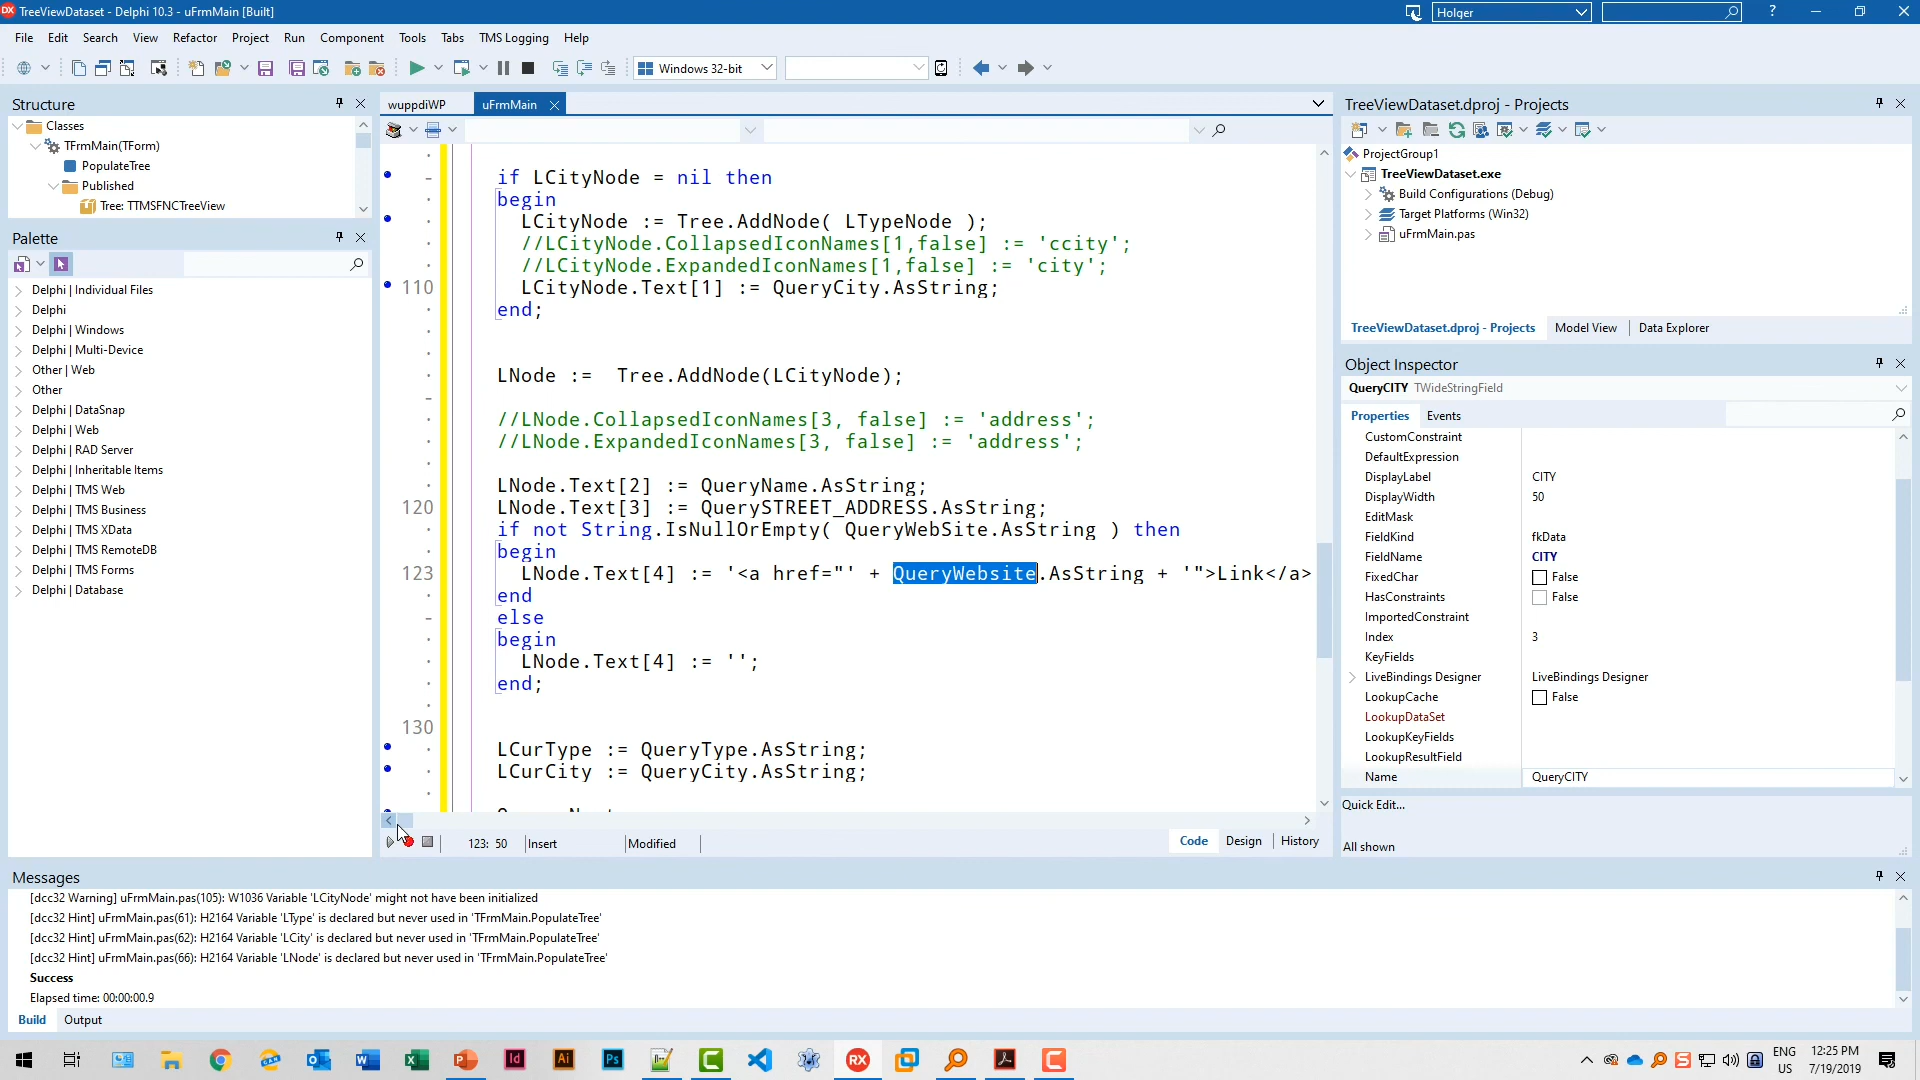 TreeViewDataset - Delphi 10.3 - uFrmMain [Built]
Holger
File Edit Search View Refactor Project Run Component Tools Tabs TMS Logging Help
Windows 32-bit
Structure
Classes
TFrmMain(TForm)
PopulateTree
Published
Tree: TTMSFNCTreeView
Palette
Delphi | Individual Files
Delphi
Delphi | Windows
Delphi | Multi-Device
Other | Web
Other
Delphi | DataSnap
Delphi | Web
Delphi | RAD Server
Delphi | Inheritable Items
Delphi | TMS Web
Delphi | TMS Business
Delphi | TMS XData
Delphi | TMS RemoteDB
Delphi | TMS Forms
Delphi | Database
wuppdiWP uFrmMain
if LCityNode = nil then
begin
LCityNode := Tree.AddNode( LTypeNode );
//LCityNode.CollapsedIconNames[1,false] := 'ccity';
//LCityNode.ExpandedIconNames[1,false] := 'city';
110 LCityNode.Text[1] := QueryCity.AsString;
end;
LNode := Tree.AddNode(LCityNode);
//LNode.CollapsedIconNames[3, false] := 'address';
//LNode.ExpandedIconNames[3, false] := 'address';
LNode.Text[2] := QueryName.AsString;
120 LNode.Text[3] := QuerySTREET_ADDRESS.AsString;
if not String.IsNullOrEmpty( QueryWebSite.AsString ) then
begin
123 LNode.Text[4] := '<a href="' + QueryWebsite.AsString + '">Link</a>
end
else
begin
LNode.Text[4] := '';
end;
130
LCurType := QueryType.AsString;
LCurCity := QueryCity.AsString;
123: 50 Insert Modified
Code Design History
TreeViewDataset.dproj - Projects
ProjectGroup1
TreeViewDataset.exe
Build Configurations (Debug)
Target Platforms (Win32)
uFrmMain.pas
TreeViewDataset.dproj - Projects Model View Data Explorer
Object Inspector
QueryCITY TWideStringField
Properties Events
CustomConstraint
DefaultExpression
DisplayLabel CITY
DisplayWidth 50
EditMask
FieldKind fkData
FieldName CITY
FixedChar False
HasConstraints False
ImportedConstraint
Index 3
KeyFields
LiveBindings Designer LiveBindings Designer
LookupCache False
LookupDataSet
LookupKeyFields
LookupResultField
Name QueryCITY
Quick Edit...
All shown
Messages
[dcc32 Warning] uFrmMain.pas(105): W1036 Variable 'LCityNode' might not have been initialized
[dcc32 Hint] uFrmMain.pas(61): H2164 Variable 'LType' is declared but never used in 'TFrmMain.PopulateTree'
[dcc32 Hint] uFrmMain.pas(62): H2164 Variable 'LCity' is declared but never used in 'TFrmMain.PopulateTree'
[dcc32 Hint] uFrmMain.pas(66): H2164 Variable 'LNode' is declared but never used in 'TFrmMain.PopulateTree'
Success
Elapsed time: 00:00:00.9
Build Output
ENG
US
12:25 PM
7/19/2019